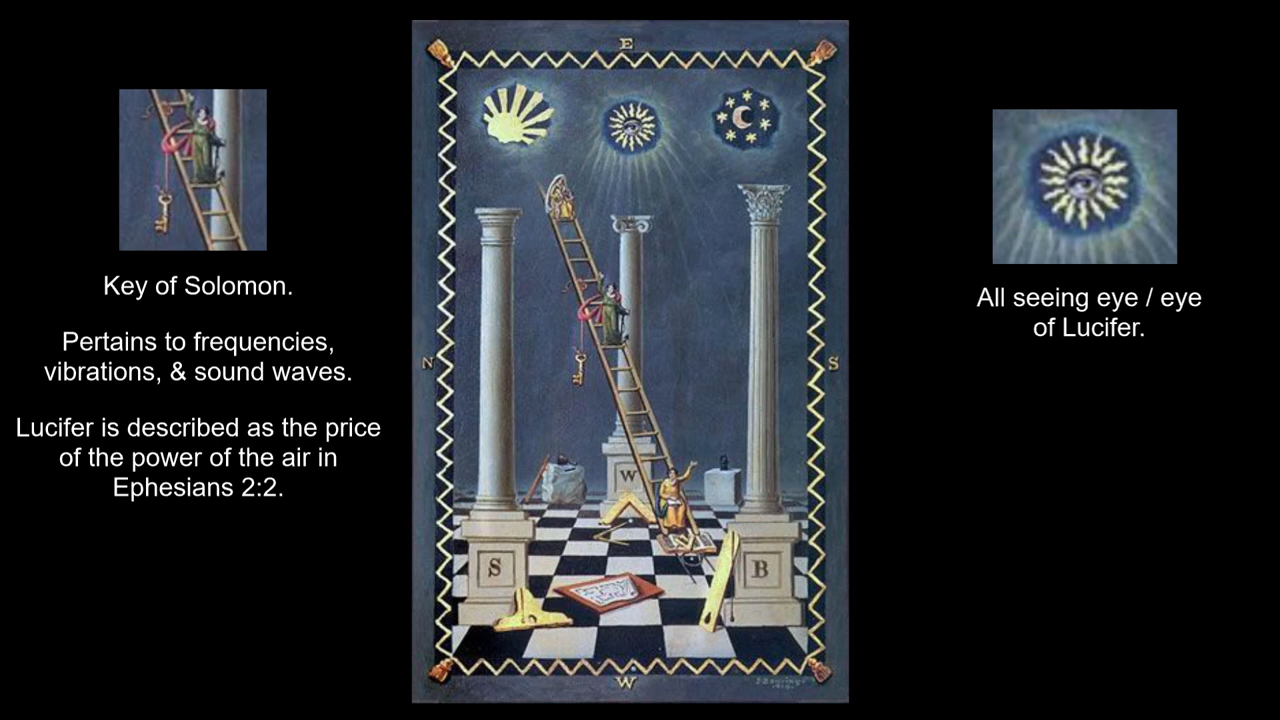 E
Key of Solomon.
Pertains to frequencies,
vibrations, & sound waves.
Lucifer is described as the price
of the power of the air in
Ephesians 2:2.
N
S
W
S
B
W
All seeing eye / eye
of Lucifer.